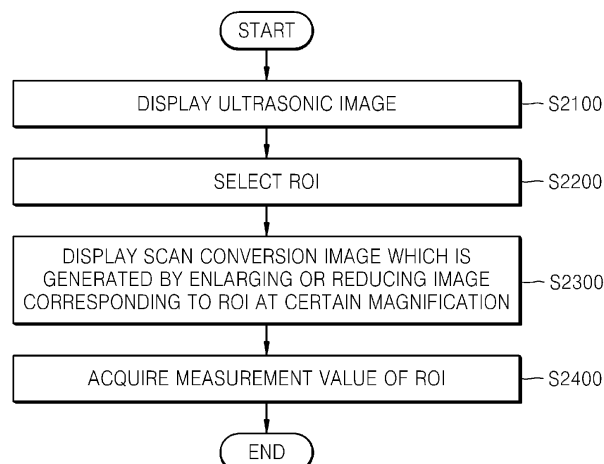 START
DISPLAY ULTRASONIC IMAGE
S2100
SELECT ROI
S2200
DISPLAY SCAN CONVERSION IMAGE WHICH IS
GENERATED BY ENLARGING OR REDUCING IMAGE
CORRESPONDING TO ROI AT CERTAIN MAGNIFICATION
S2300
ACQUIRE MEASUREMENT VALUE OF ROI
S2400
END